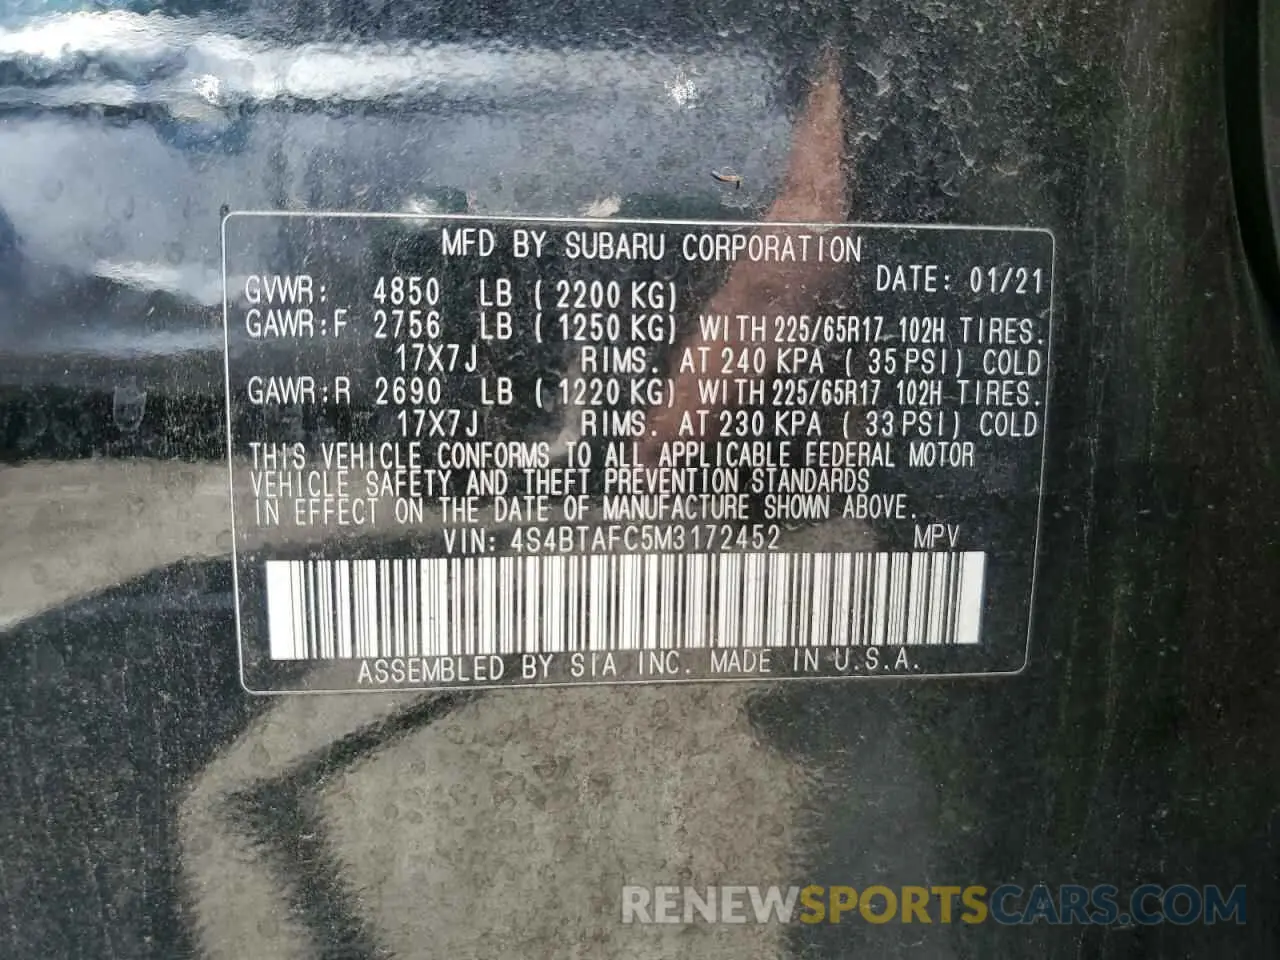 MFD BY SUBARU CORPORATION
DATE: 01/21
GVWR: 4850 LB ( 2200 KG)
GAWR:F 2756 LB ( 1250 KG) WITH 225/65R17 102H TIRES.
17X7J RIMS. AT 240 KPA ( 35 PSI) COLD
GAWR:R 2690 LB ( 1220 KG) WITH 225/65R17 102H TIRES.
17X7J RIMS. AT 230 KPA ( 33 PSI) COLD
THIS VEHICLE CONFORMS TO ALL APPLICABLE FEDERAL MOTOR
VEHICLE SAFETY AND THEFT PREVENTION STANDARDS
IN EFFECT ON THE DATE OF MANUFACTURE SHOWN ABOVE.
VIN: 4S4BTAFC5M3172452 MPV
ASSEMBLED BY SIA INC. MADE IN U.S.A.
RENEWSPORTSCARS.COM